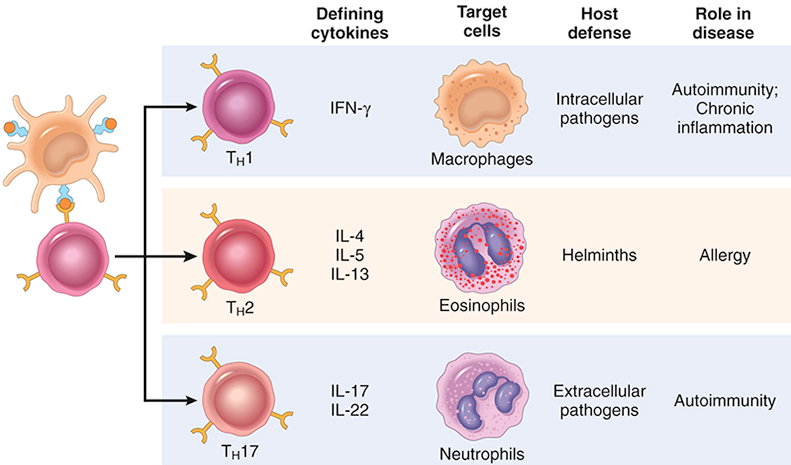 Defining
cytokines
Target
cells
Host
defense
Role in
disease
TH1
IFN-γ
Macrophages
Intracellular
pathogens
Autoimmunity;
Chronic
inflammation
TH2
IL-4
IL-5
IL-13
Eosinophils
Helminths
Allergy
TH17
IL-17
IL-22
Neutrophils
Extracellular
pathogens
Autoimmunity